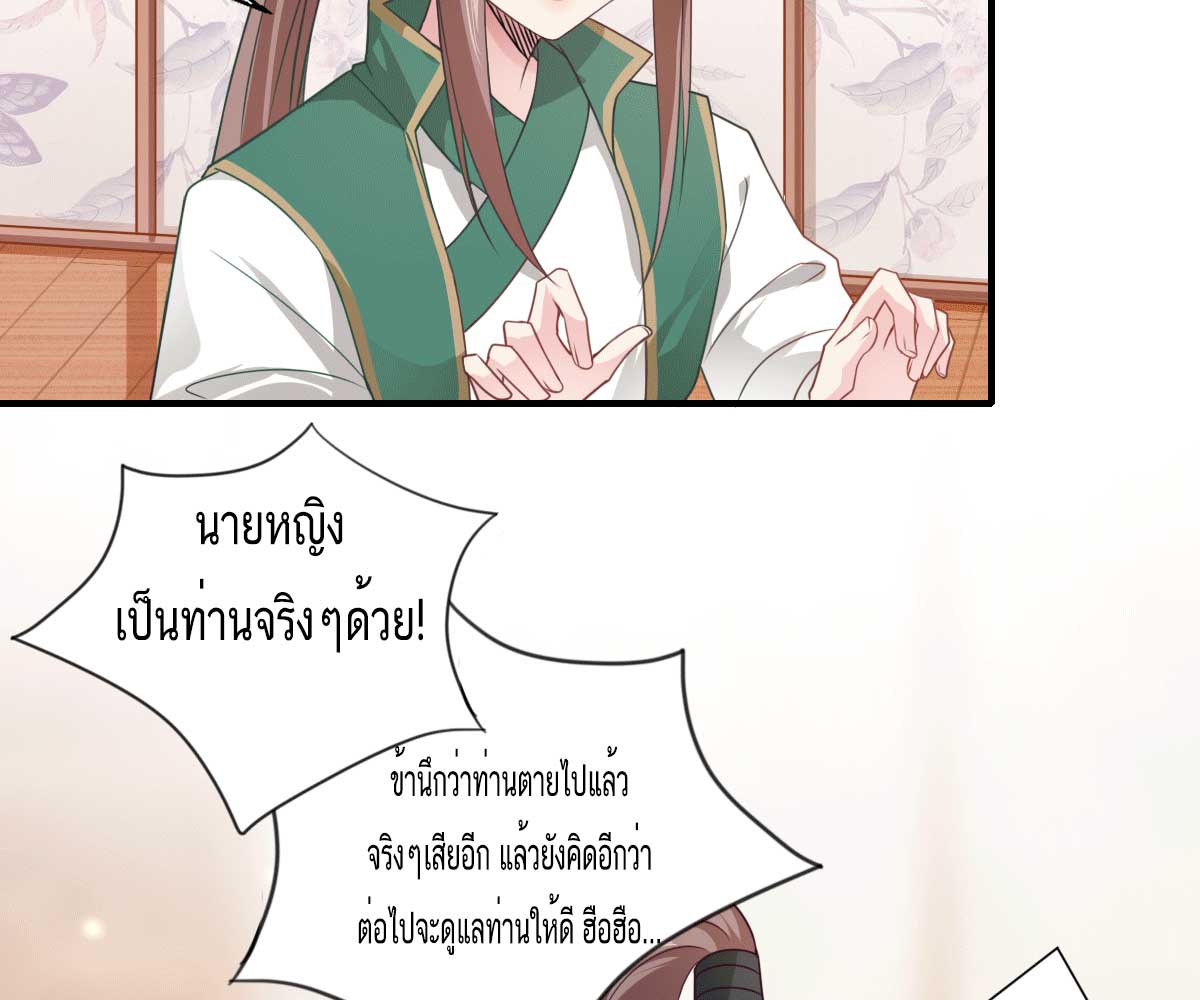 นายหญิง
เป็นท่านจริงๆด้วย!
ข้านึกว่าท่านตายไปแล้ว
จริงๆเสียอีก แล้วยังคิดอีกว่า
ต่อไปจะดูแลท่านให้ดี ฮือฮือ...